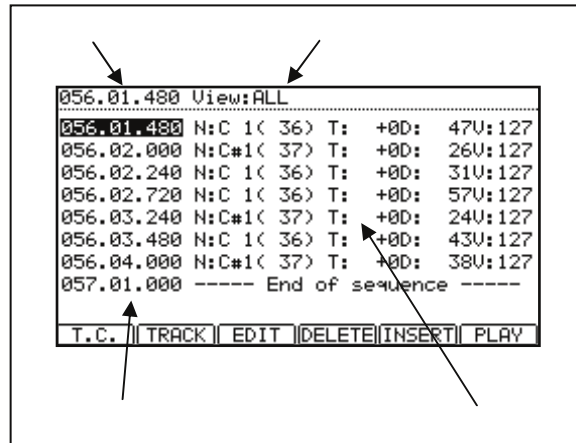 056.01.480 View:ALL
056.01.480 N:C 1( 36) T: +0D: 47V:127
056.02.000 N:C#1( 37) T: +0D: 26V:127
056.02.240 N:C 1( 36) T: +0D: 31V:127
056.02.720 N:C 1( 36) T: +0D: 57V:127
056.03.240 N:C#1( 37) T: +0D: 24V:127
056.03.480 N:C 1( 36) T: +0D: 43V:127
056.04.000 N:C#1( 37) T: +0D: 38V:127
057.01.000 ----- End of sequence -----
T.C. TRACK EDIT DELETE INSERT PLAY